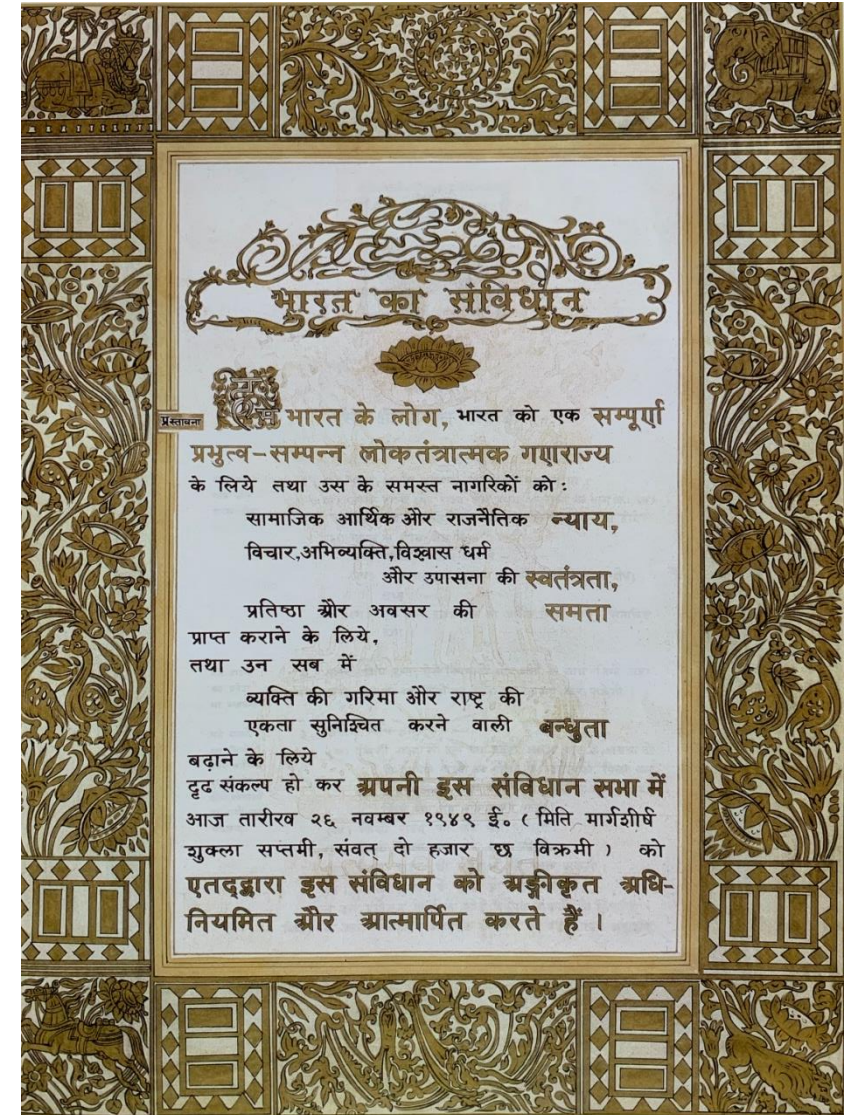 भारत का संविधान
प्रस्तावना
हम भारत के लोग, भारत को एक सम्पूर्ण
प्रभुत्व-सम्पन्न लोकतंत्रात्मक गणराज्य
के लिये तथा उस के समस्त नागरिकों को:
सामाजिक आर्थिक और राजनैतिक न्याय,
विचार,अभिव्यक्ति,विश्वास धर्म
और उपासना की स्वतंत्रता,
प्रतिष्ठा और अवसर की समता
प्राप्त कराने के लिये,
तथा उन सब में
व्यक्ति की गरिमा और राष्ट्र की
एकता सुनिश्चित करने वाली बन्धुता
बढ़ाने के लिये
दृढ संकल्प हो कर अपनी इस संविधान सभा में
आज तारीख २६ नवम्बर १९४९ ई॰ (मिति मार्गशीर्ष
शुक्ला सप्तमी, संवत् दो हजार छ विक्रमी) को
एतद्द्वारा इस संविधान को अङ्गीकृत अधि-
नियमित और आत्मार्पित करते हैं ।